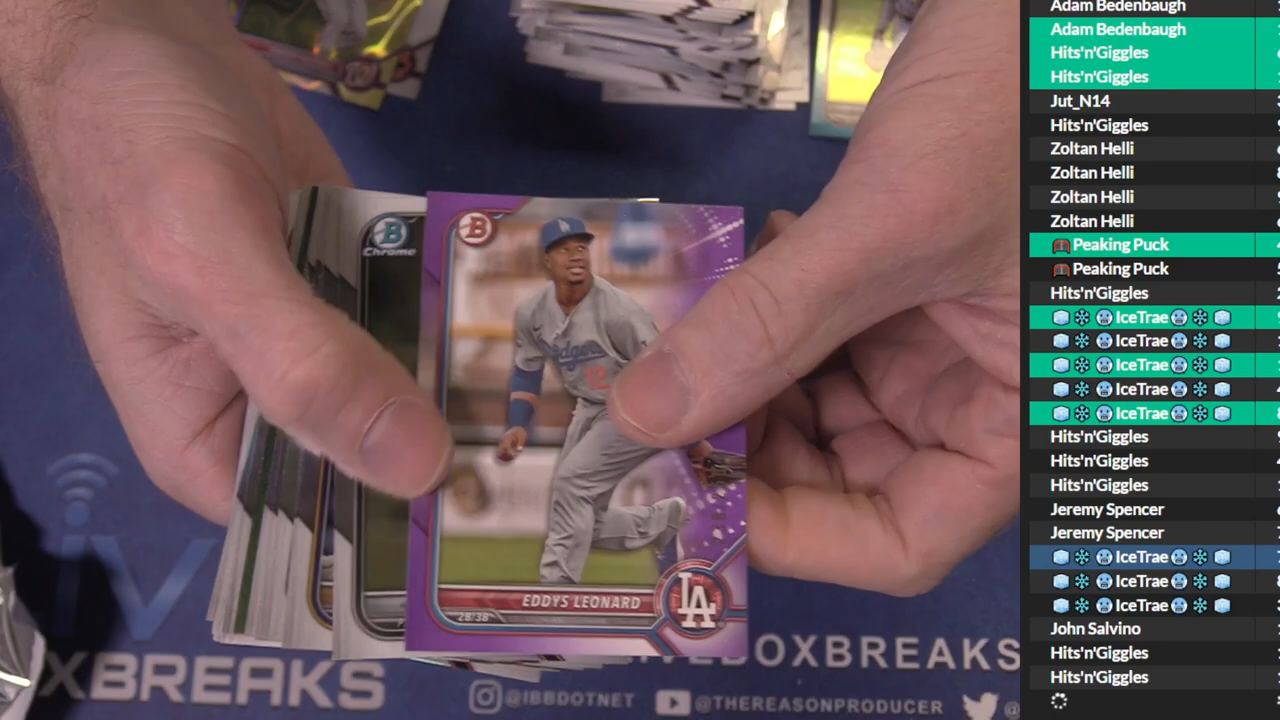 B
Chrome
B
Dodgers
12
EDDYS LEONARD
28/38
LA
XBREAKS
BOXBREAKS
@IBBDOTNET
@THEREASONPRODUCER
@
Adam Bedenbaugh
Adam Bedenbaugh
Hits'n'Giggles
Hits'n'Giggles
Jut_N14
Hits'n'Giggles
Zoltan Helli
Zoltan Helli
Zoltan Helli
Zoltan Helli
Peaking Puck
Peaking Puck
Hits'n'Giggles
IceTrae
IceTrae
IceTrae
IceTrae
IceTrae
Hits'n'Giggles
Hits'n'Giggles
Hits'n'Giggles
Jeremy Spencer
Jeremy Spencer
IceTrae
IceTrae
IceTrae
John Salvino
Hits'n'Giggles
Hits'n'Giggles